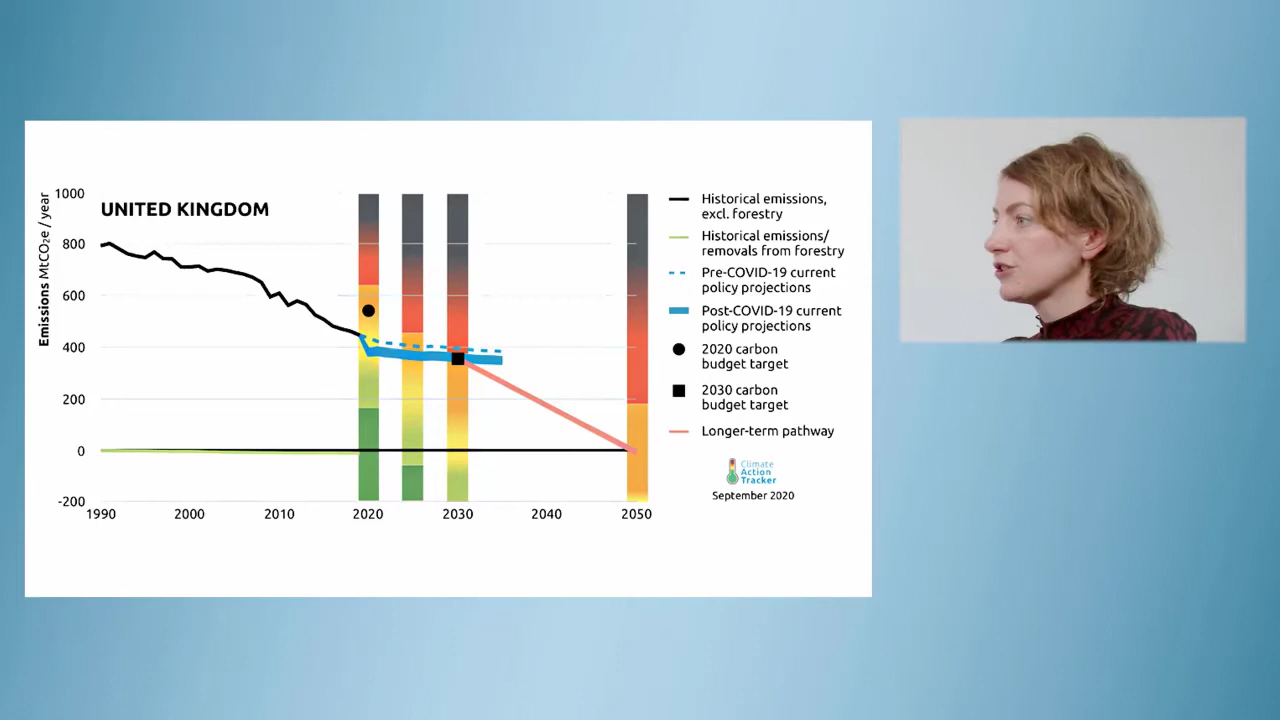 UNITED KINGDOM
Emissions MtCO₂e / year
1000
800
600
400
200
0
-200
1990
2000
2010
2020
2030
2040
2050
Historical emissions,
excl. forestry
Historical emissions/
removals from forestry
Pre-COVID-19 current
policy projections
Post-COVID-19 current
policy projections
2020 carbon
budget target
2030 carbon
budget target
Longer-term pathway
Climate
Action
Tracker
September 2020